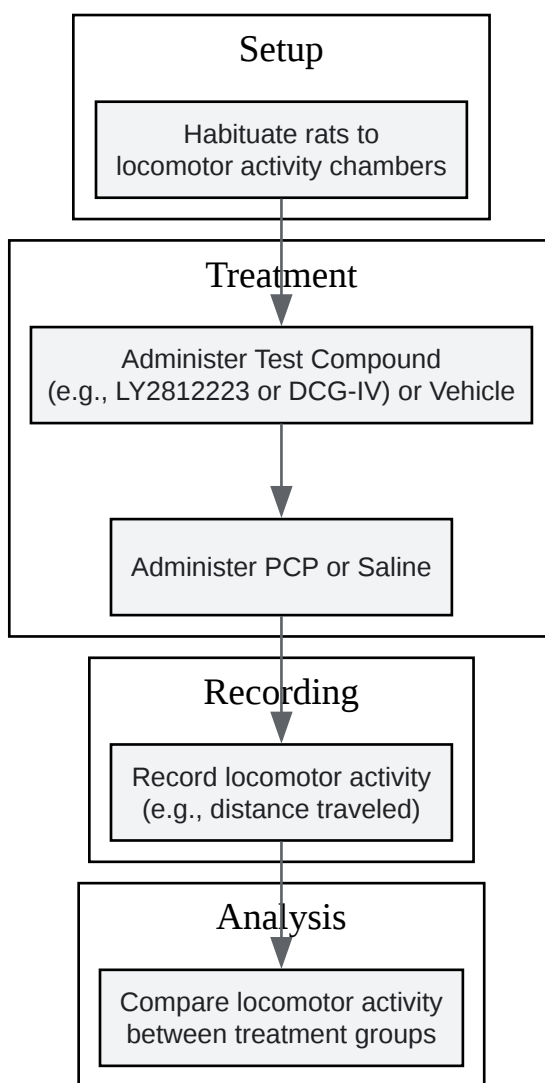 Setup
Habituate rats to
locomotor activity chambers
Treatment
Administer Test Compound
(e.g., LY2812223 or DCG-IV) or Vehicle
Administer PCP or Saline
Recording
Record locomotor activity
(e.g., distance traveled)
Analysis
Compare locomotor activity
between treatment groups